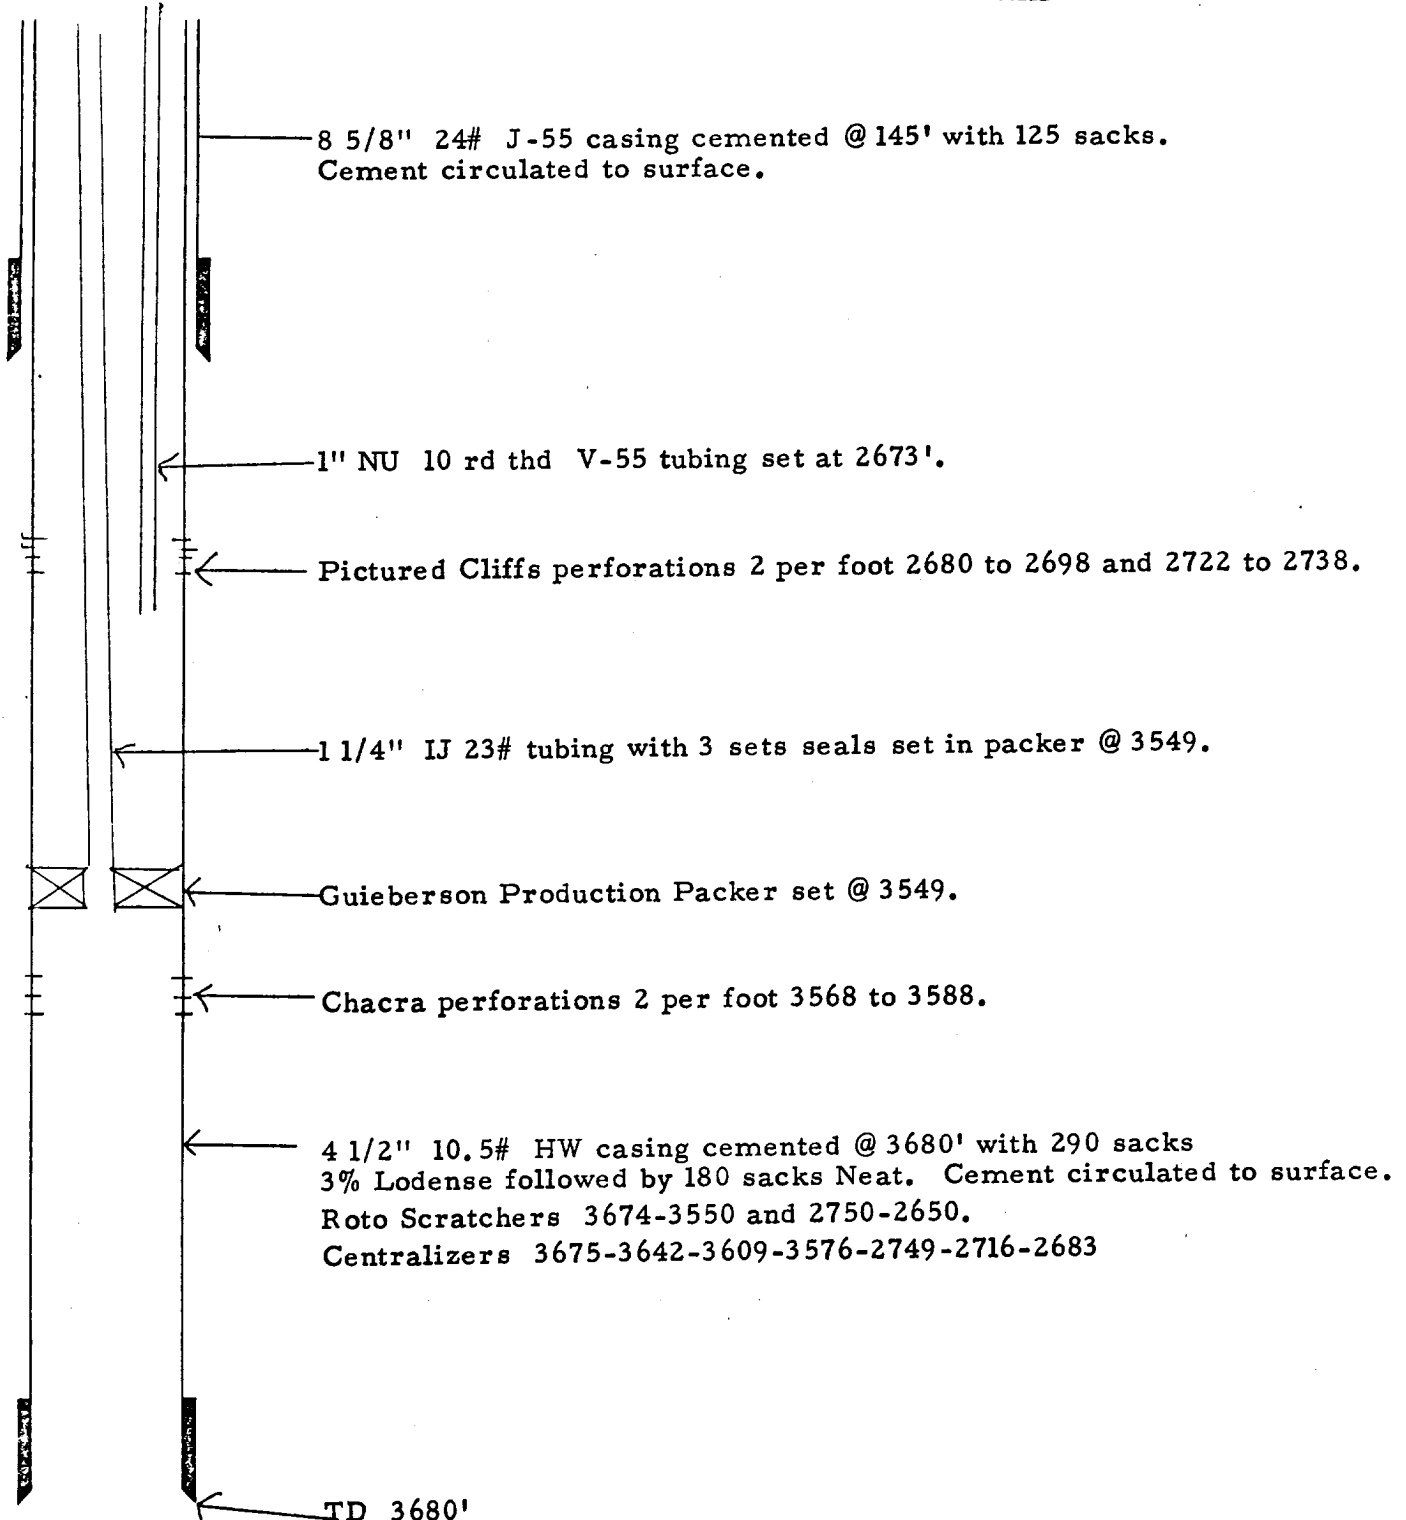 8 5/8" 24# J-55 casing cemented @ 145' with 125 sacks.
Cement circulated to surface.
1" NU 10 rd thd V-55 tubing set at 2673'.
Pictured Cliffs perforations 2 per foot 2680 to 2698 and 2722 to 2738.
1 1/4" IJ 23# tubing with 3 sets seals set in packer @ 3549.
Guieberson Production Packer set @ 3549.
Chacra perforations 2 per foot 3568 to 3588.
4 1/2" 10.5# HW casing cemented @ 3680' with 290 sacks
3% Lodense followed by 180 sacks Neat. Cement circulated to surface.
Roto Scratchers 3674-3550 and 2750-2650.
Centralizers 3675-3642-3609-3576-2749-2716-2683
TD 3680'